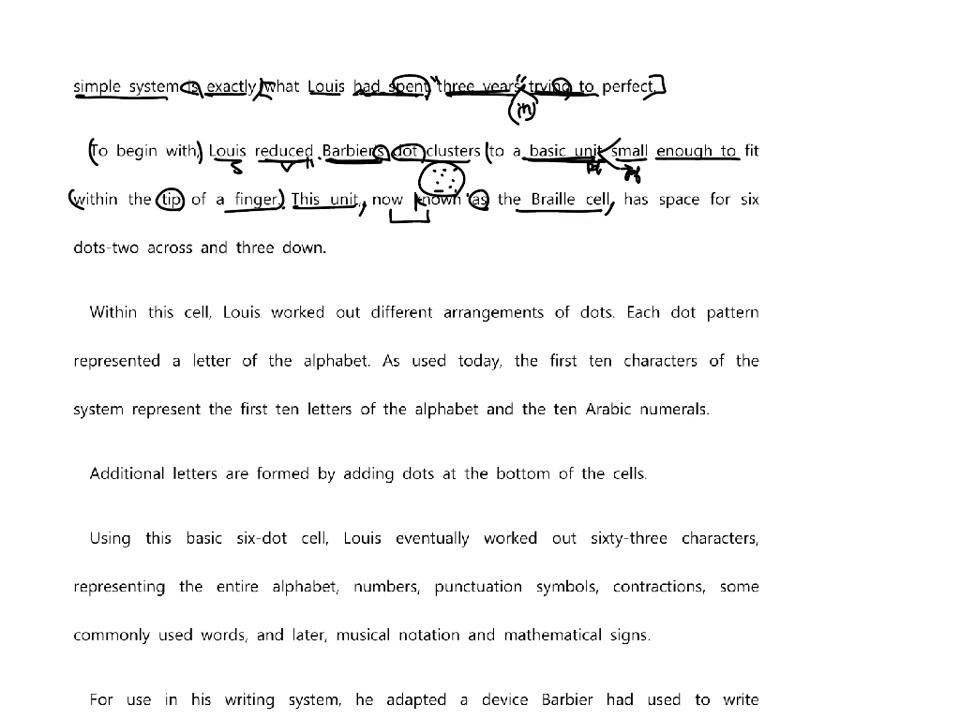 simple system is exactly what Louis had spent three years trying to perfect.
(in)
To begin with, Louis reduced Barbier's dot clusters to a basic unit small enough to fit
S V
within the tip of a finger. This unit, now known as the Braille cell, has space for six
dots-two across and three down.
Within this cell, Louis worked out different arrangements of dots. Each dot pattern
represented a letter of the alphabet. As used today, the first ten characters of the
system represent the first ten letters of the alphabet and the ten Arabic numerals.
Additional letters are formed by adding dots at the bottom of the cells.
Using this basic six-dot cell, Louis eventually worked out sixty-three characters,
representing the entire alphabet, numbers, punctuation symbols, contractions, some
commonly used words, and later, musical notation and mathematical signs.
For use in his writing system, he adapted a device Barbier had used to write